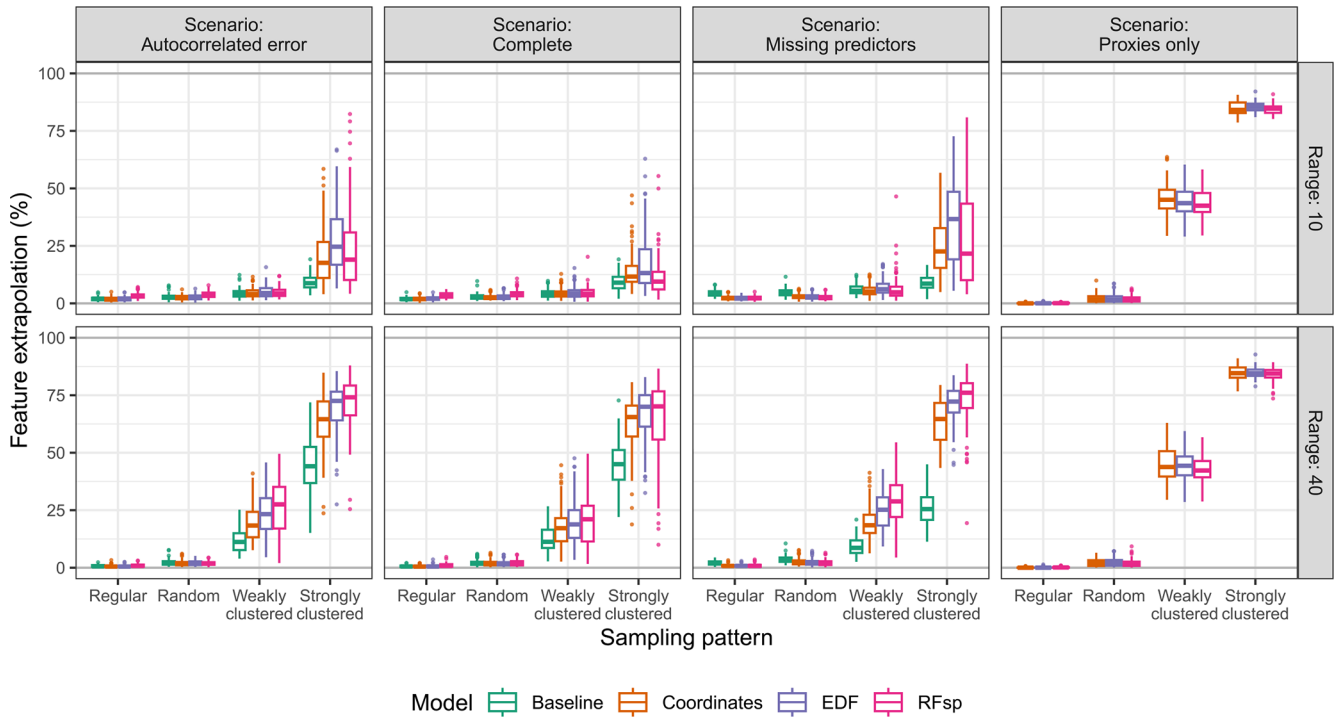 Scenario:
Autocorrelated error
Scenario:
Complete
Scenario:
Missing predictors
Scenario:
Proxies only
Feature extrapolation (%)
100
75
50
25
0
Range: 10
100
75
50
25
0
Range: 40
Regular
Random
Weakly
clustered
Strongly
clustered
Regular
Random
Weakly
clustered
Strongly
clustered
Regular
Random
Weakly
clustered
Strongly
clustered
Regular
Random
Weakly
clustered
Strongly
clustered
Sampling pattern
Model Baseline Coordinates EDF RFsp